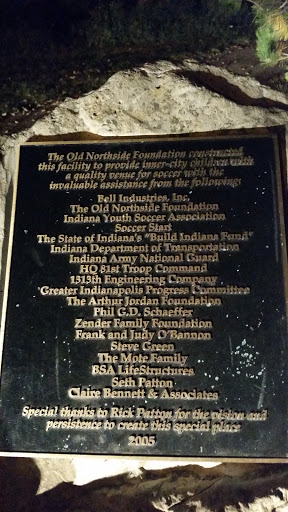 The Old Northside Foundation constructed
this facility to provide inner-city children with
a quality venue for soccer with the
invaluable assistance from the following:
Bell Industries, Inc.
The Old Northside Foundation
Indiana Youth Soccer Association
Soccer Start
The State of Indiana's "Build Indiana Fund"
Indiana Department of Transportation
Indiana Army National Guard
HQ 81st Troop Command
1313th Engineering Company
Greater Indianapolis Progress Committee
The Arthur Jordan Foundation
Phil G.D. Schaeffer
Zender Family Foundation
Frank and Judy O'Bannon
Steve Green
The Motz Family
BSA LifeStructures
Seth Patton
Claire Bennett & Associates
Special thanks to Rick Patton for the vision and
persistence to create this special place
2005